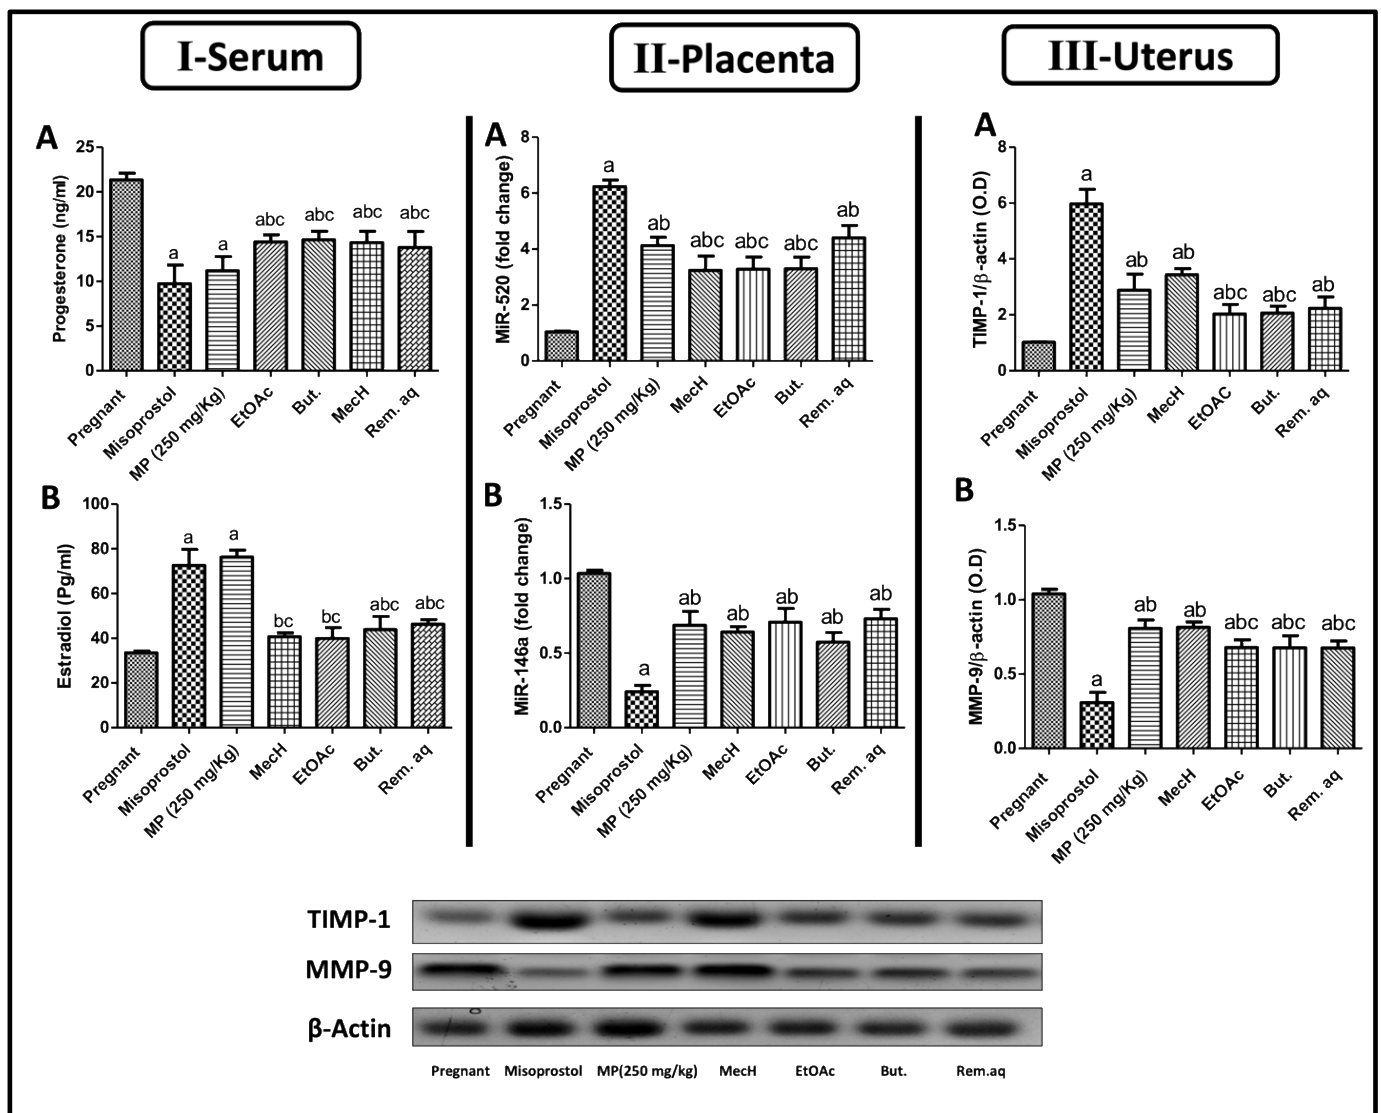 I-Serum
II-Placenta
III-Uterus
A
Progesterone (ng/ml)
25
20
15
10
5
0
a
a
abc
abc
abc
abc
Pregnant
Misoprostol
MP (250 mg/Kg)
EtOAc
But.
MecH
Rem. aq
B
Estradiol (Pg/ml)
100
80
60
40
20
0
a
a
bc
bc
abc
abc
Pregnant
Misoprostol
MP (250 mg/Kg)
MecH
EtOAc
But.
Rem. aq
A
MiR-520 (fold change)
8
6
4
2
0
a
ab
abc
abc
abc
ab
Pregnant
Misoprostol
MP (250 mg/Kg)
MecH
EtOAc
But.
Rem. aq
B
MiR-146a (fold change)
1.5
1.0
0.5
0.0
a
ab
ab
ab
ab
ab
Pregnant
Misoprostol
MP (250 mg/Kg)
MecH
EtOAc
But.
Rem. aq
A
TIMP-1/β-actin (O.D)
8
6
4
2
0
a
ab
ab
abc
abc
ab
Pregnant
Misoprostol
MP (250 mg/Kg)
MecH
EtOAC
But.
Rem. aq
B
MMP-9/β-actin (O.D)
1.5
1.0
0.5
0.0
a
ab
ab
abc
abc
abc
Pregnant
Misoprostol
MP (250 mg/Kg)
MecH
EtOAc
But.
Rem. aq
TIMP-1
MMP-9
β-Actin
Pregnant Misoprostol MP(250 mg/kg) MecH EtOAc But. Rem.aq